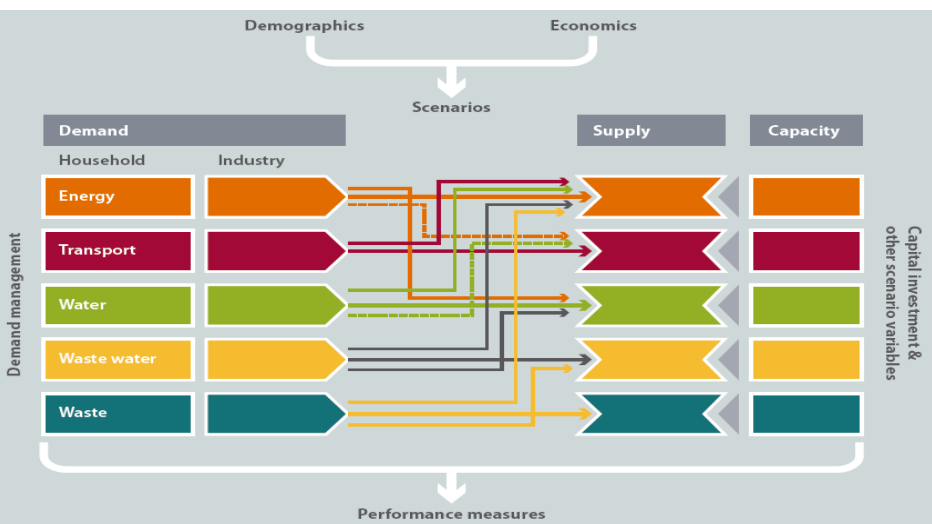 Demographics
Economics
Scenarios
Demand
Supply
Capacity
Household
Industry
Energy
Transport
Water
Waste water
Waste
Demand management
Capital investment &
other scenario variables
Performance measures